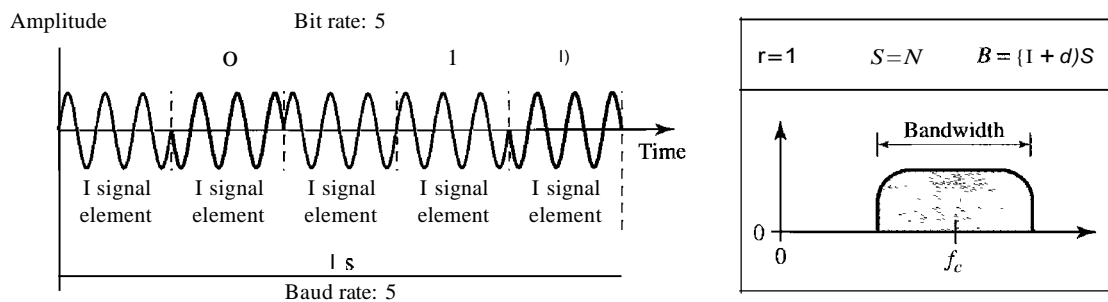 Amplitude
Bit rate: 5
O 1 I)
Time
I signal I signal I signal I signal I signal
element element element element element
I s
Baud rate: 5
r=1 S=N B={I + d)S
Bandwidth
0
0 fc